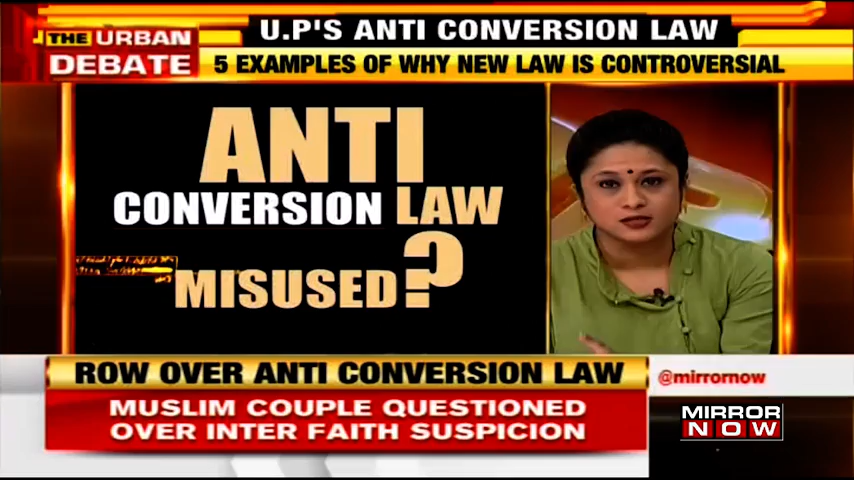 THE URBAN
DEBATE
U.P'S ANTI CONVERSION LAW
5 EXAMPLES OF WHY NEW LAW IS CONTROVERSIAL
ANTI
CONVERSION LAW
MISUSED?
ROW OVER ANTI CONVERSION LAW
MUSLIM COUPLE QUESTIONED
OVER INTER FAITH SUSPICION
@mirrornow
MIRROR
NOW